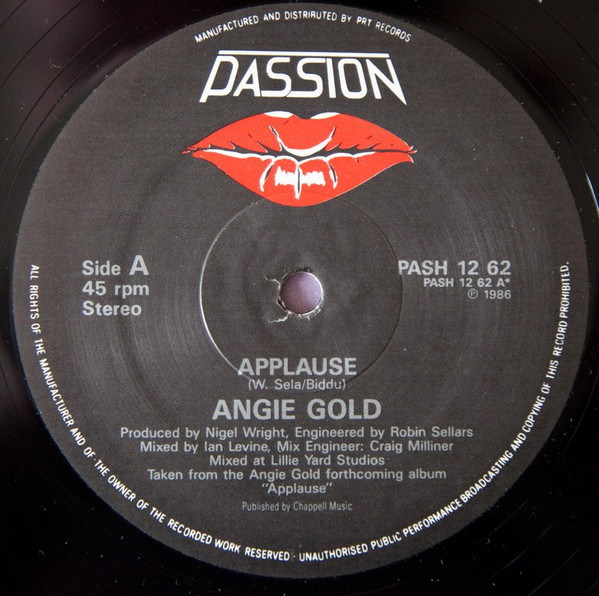 MANUFACTURED AND DISTRIBUTED BY PRT RECORDS
PASSION
Side A
45 rpm
Stereo
PASH 12 62
PASH 12 62 A*
℗ 1986
APPLAUSE
(W. Sela/Biddu)
ANGIE GOLD
Produced by Nigel Wright, Engineered by Robin Sellars
Mixed by Ian Levine, Mix Engineer: Craig Milliner
Mixed at Lillie Yard Studios
Taken from the Angie Gold forthcoming album
"Applause"
Published by Chappell Music
ALL RIGHTS OF THE MANUFACTURER AND OF THE OWNER OF THE RECORDED WORK RESERVED · UNAUTHORISED PUBLIC PERFORMANCE BROADCASTING AND COPYING OF THIS RECORD PROHIBITED.